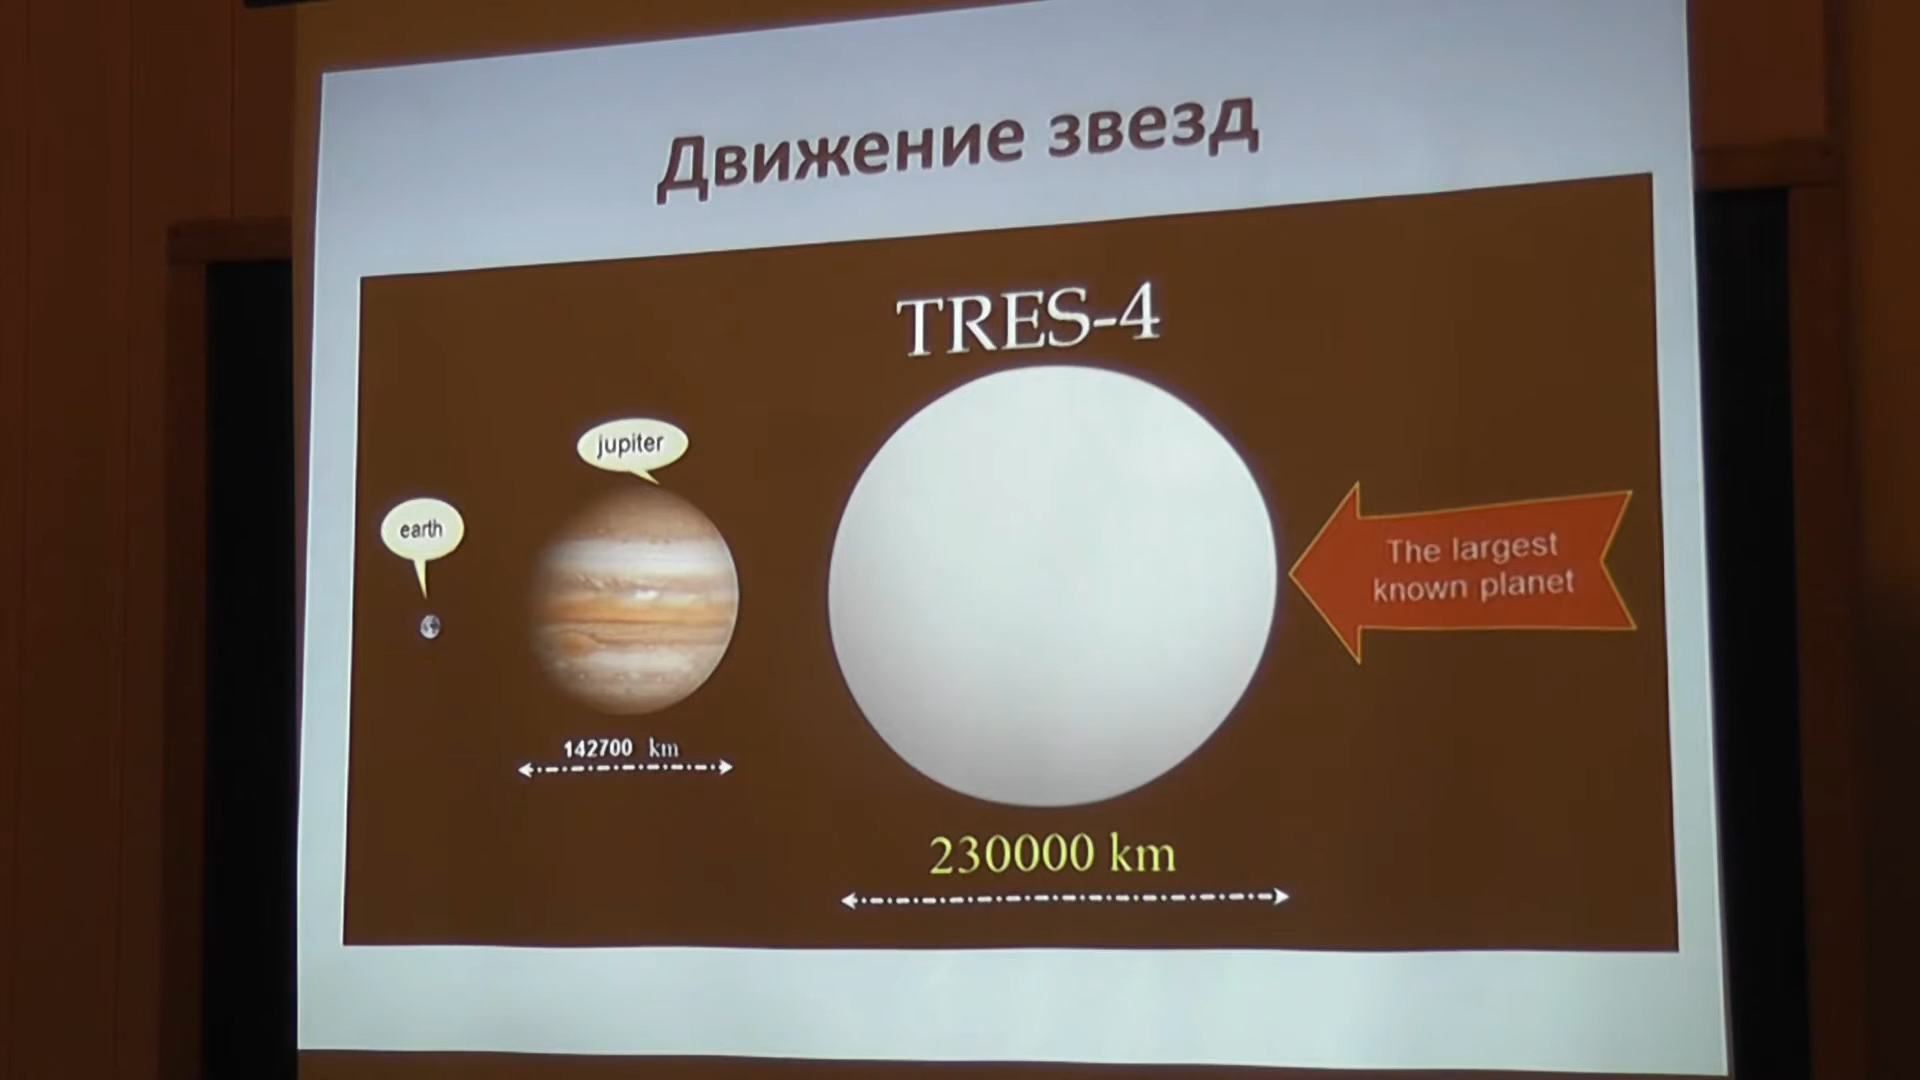 Движение звезд
TRES-4
jupiter
earth
The largest
known planet
142700 km
230000 km